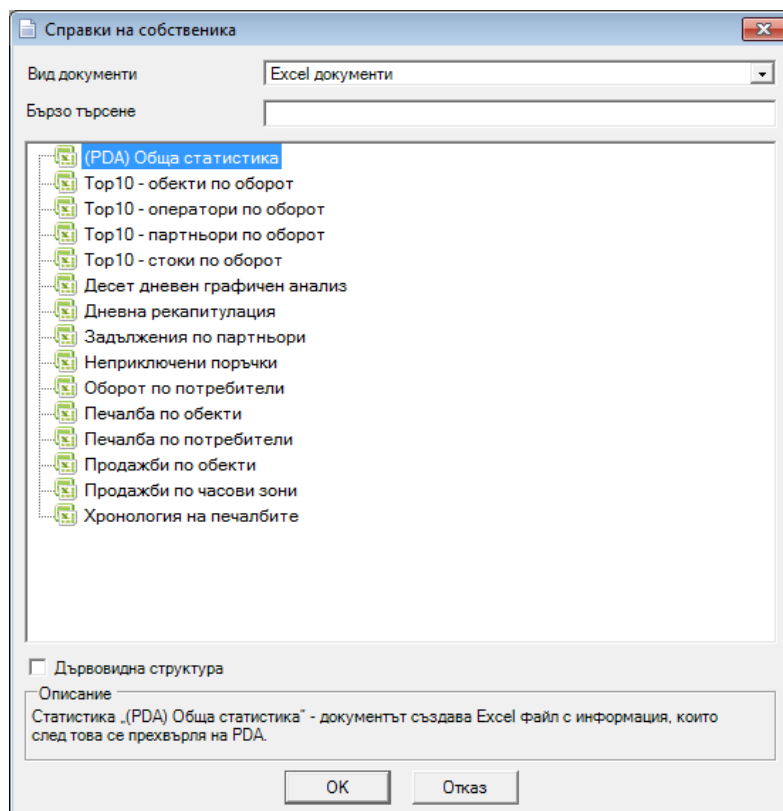 Справки на собственика
Вид документи
Excel документи
Бързо търсене
(PDA) Обща статистика
Top10 - обекти по оборот
Top10 - оператори по оборот
Top10 - партньори по оборот
Top10 - стоки по оборот
Десет дневен графичен анализ
Дневна рекапитулация
Задължения по партньори
Неприключени поръчки
Оборот по потребители
Печалба по обекти
Печалба по потребители
Продажби по обекти
Продажби по часови зони
Хронология на печалбите
Дървовидна структура
Описание
Статистика „(PDA) Обща статистика“ - документът създава Excel файл с информация, които
след това се прехвърля на PDA.
OK
Отказ